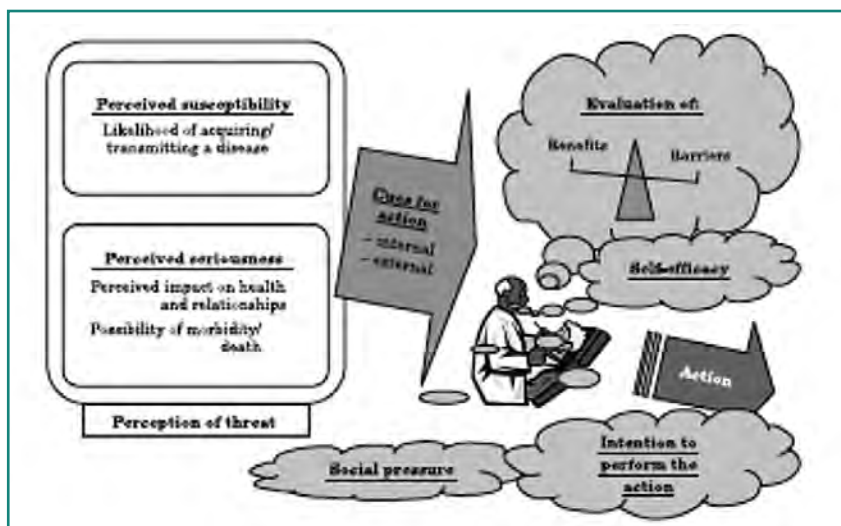 Perceived susceptibility
Likelihood of acquiring/
transmitting a disease
Perceived seriousness
Perceived impact on health
and relationships
Possibility of morbidity/
death
Perception of threat
Cues for
action
– internal
– external
Evaluation of:
Benefits
Barriers
Self-efficacy
Action
Social pressure
Intention to
perform the
action